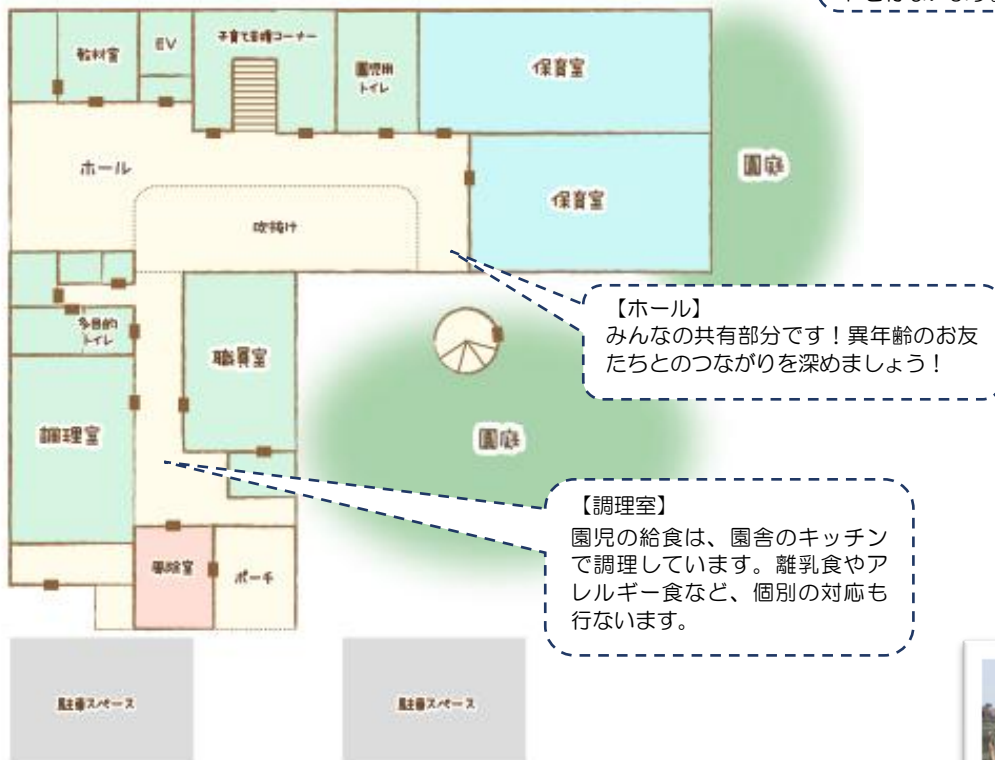 教材室
EV
子育て支援コーナー
園児用
トイレ
保育室
園庭
ホール
保育室
吹抜け
【ホール】
みんなの共有部分です！異年齢のお友
たちとのつながりを深めましょう！
多目的
トイレ
職員室
調理室
園庭
【調理室】
園児の給食は、園舎のキッチン
で調理しています。離乳食やア
レルギー食など、個別の対応も
行ないます。
風除室
ポーチ
駐車スペース
駐車スペース